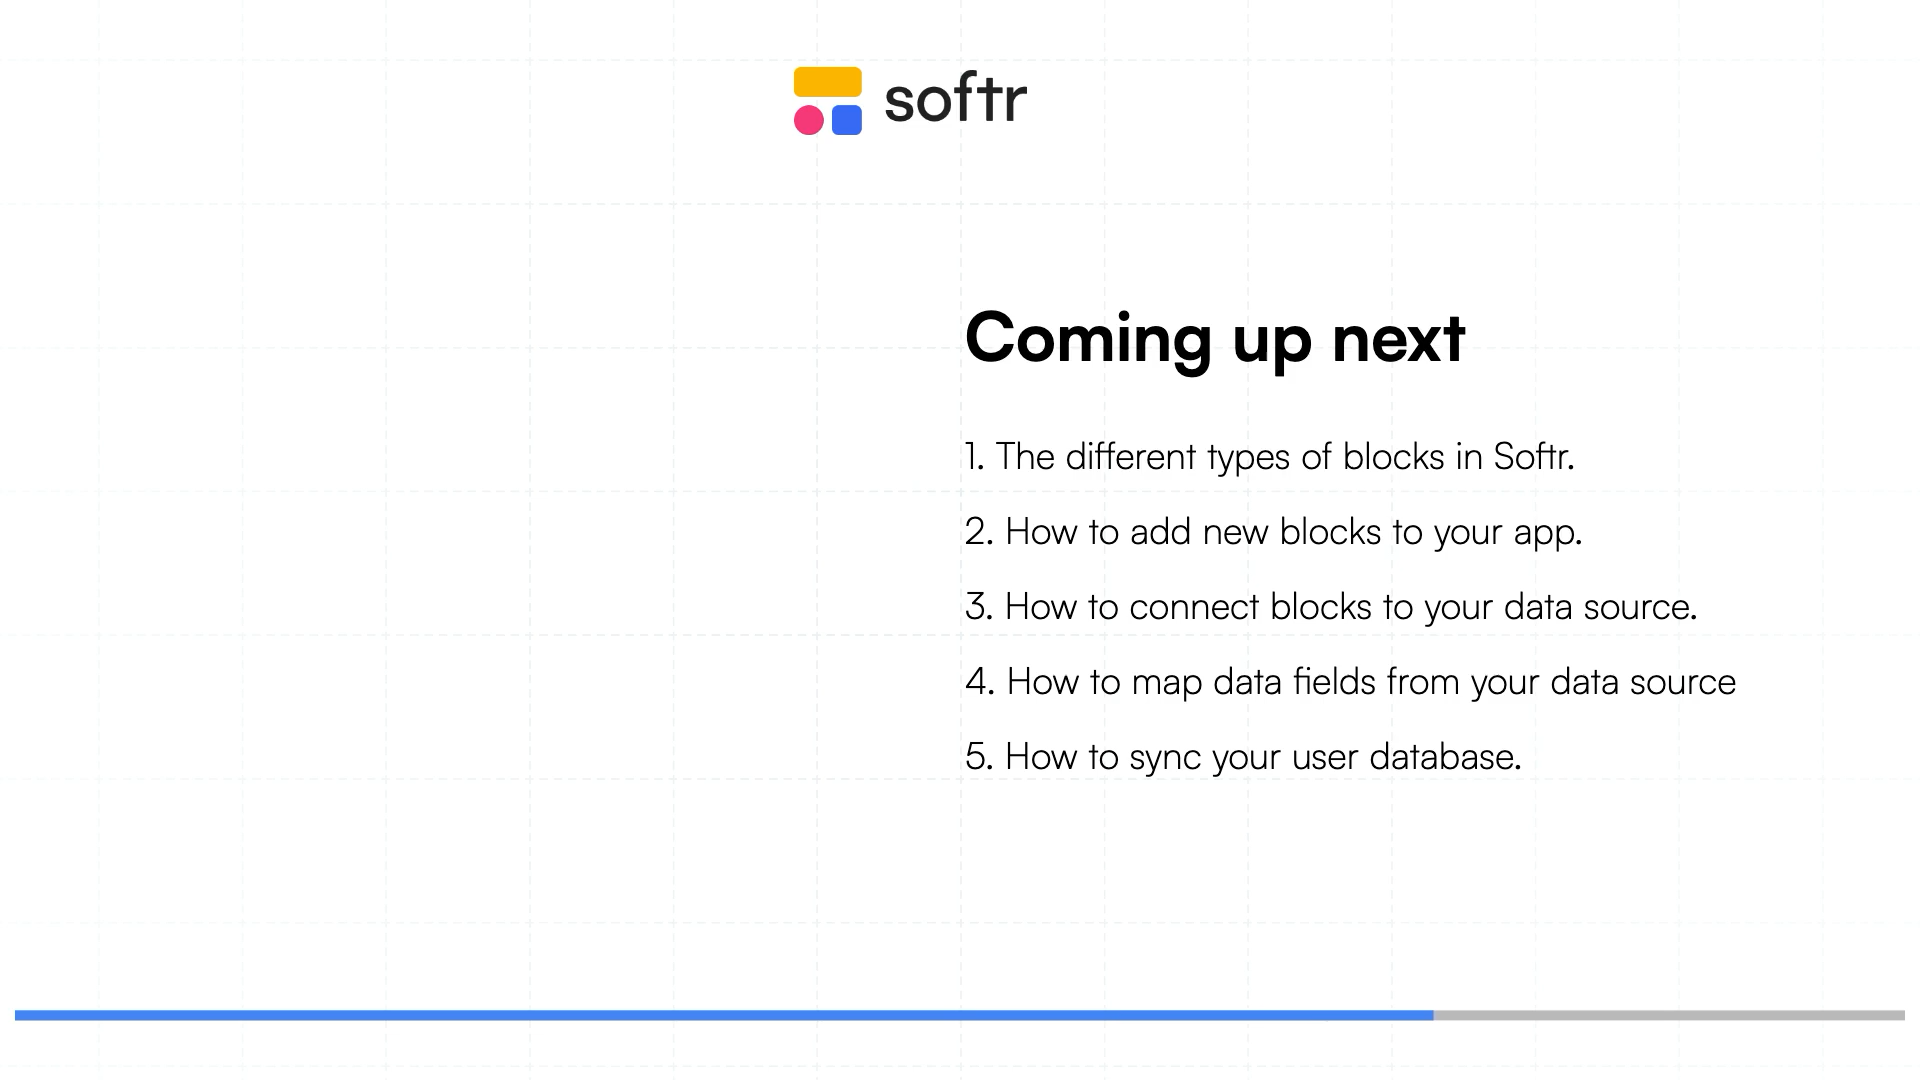 softr
Coming up next
1. The different types of blocks in Softr.
2. How to add new blocks to your app.
3. How to connect blocks to your data source.
4. How to map data fields from your data source
5. How to sync your user database.